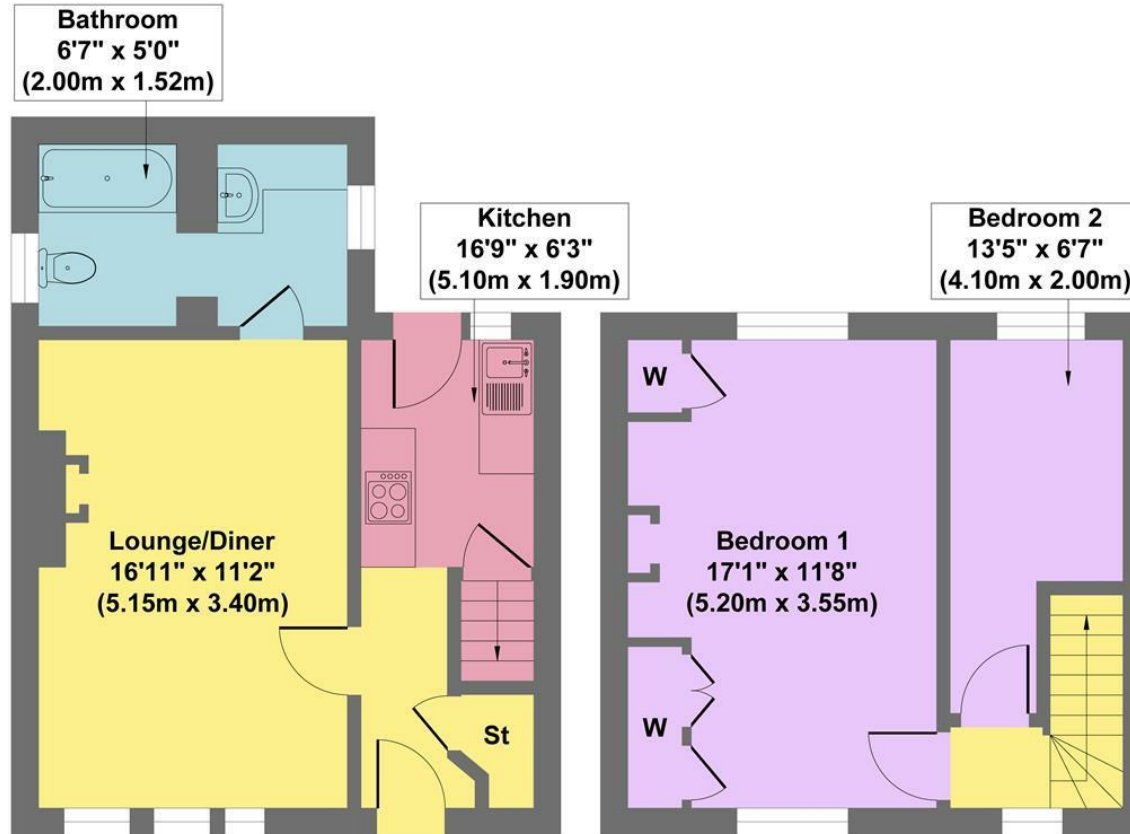 Bathroom
6'7" x 5'0"
(2.00m x 1.52m)
Kitchen
16'9" x 6'3"
(5.10m x 1.90m)
Bedroom 2
13'5" x 6'7"
(4.10m x 2.00m)
W
Lounge/Diner
16'11" x 11'2"
(5.15m x 3.40m)
Bedroom 1
17'1" x 11'8"
(5.20m x 3.55m)
St
W